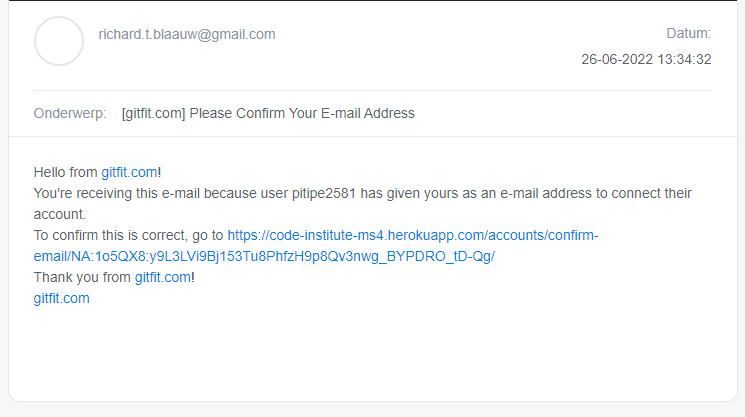 richard.t.blaauw@gmail.com
Datum:
26-06-2022 13:34:32
Onderwerp: [gitfit.com] Please Confirm Your E-mail Address
Hello from gitfit.com!
You're receiving this e-mail because user pitipe2581 has given yours as an e-mail address to connect their
account.
To confirm this is correct, go to https://code-institute-ms4.herokuapp.com/accounts/confirm-
email/NA:1o5QX8:y9L3LVi9Bj153Tu8PhfzH9p8Qv3nwg_BYPDRO_tD-Qg/
Thank you from gitfit.com!
gitfit.com